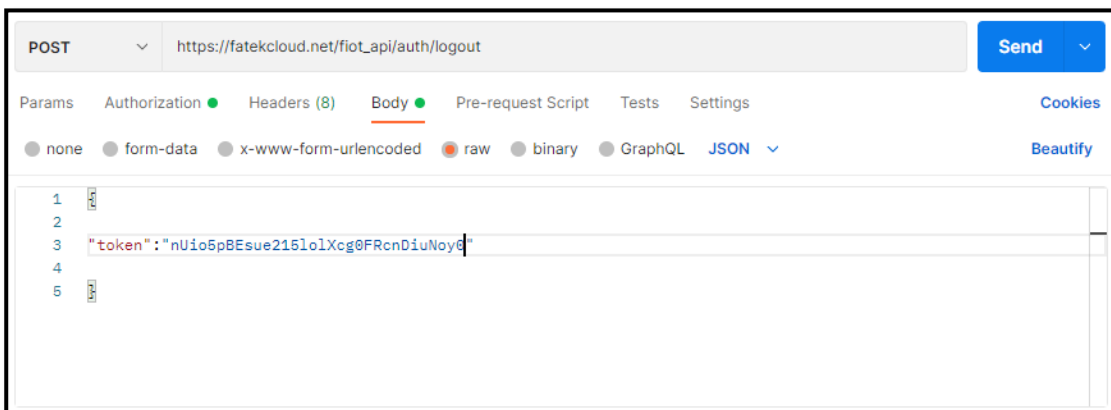 POST https://fatekcloud.net/fiot_api/auth/logout Send
Params Authorization Headers (8) Body Pre-request Script Tests Settings Cookies
none form-data x-www-form-urlencoded raw binary GraphQL JSON Beautify
1 {
2
3 "token":"nUio5pBEsue215lolXcg0FRcnDiuNoy0"
4
5 }